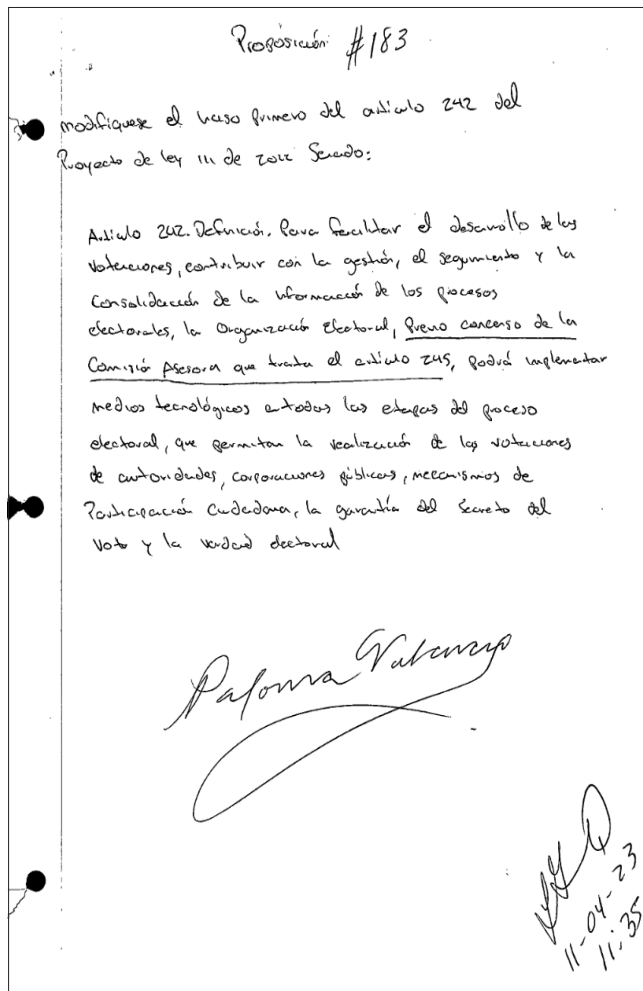 Proposición #183
modifíquese el inciso primero del artículo 242 del
Proyecto de ley 111 de 2022 Senado:
Artículo 242. Definición. Para facilitar el desarrollo de las
votaciones, contribuir con la gestión, el seguimiento y la
consolidación de la información de los procesos
electorales, la Organización Electoral, previo concenso de la
Comisión Asesora que trata el artículo 245, podrá implementar
medios tecnológicos en todas las etapas del proceso
electoral, que permitan la realización de las votaciones
de autoridades, corporaciones públicas, mecanismos de
Participación Ciudadana, la garantía del secreto del
voto y la verdad electoral
Paloma Valencia
11-04-23
11:35